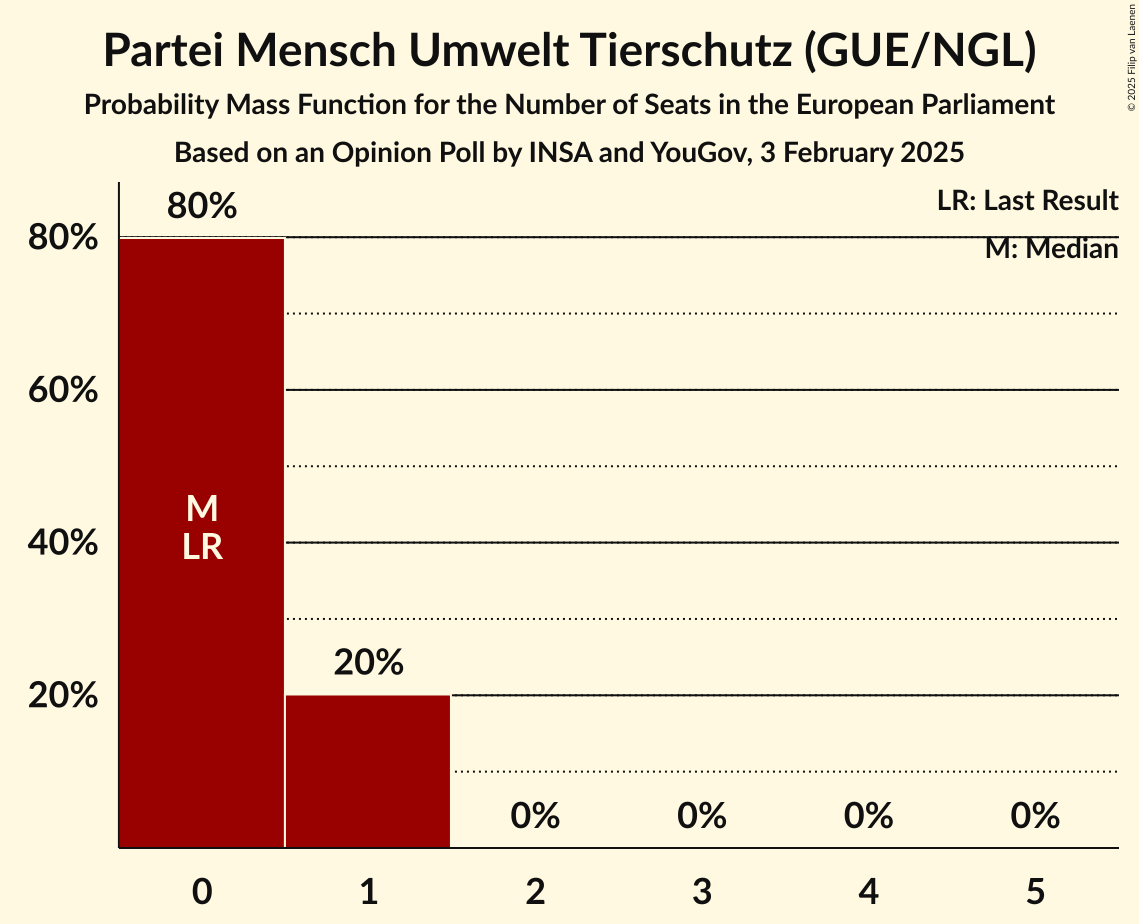 Partei Mensch Umwelt Tierschutz (GUE/NGL)
Probability Mass Function for the Number of Seats in the European Parliament
Based on an Opinion Poll by INSA and YouGov, 3 February 2025
© 2025 Filip van Laenen
LR: Last Result
M: Median
80%
80%
60%
40%
20%
M
LR
20%
0%
0%
0%
0%
0
1
2
3
4
5